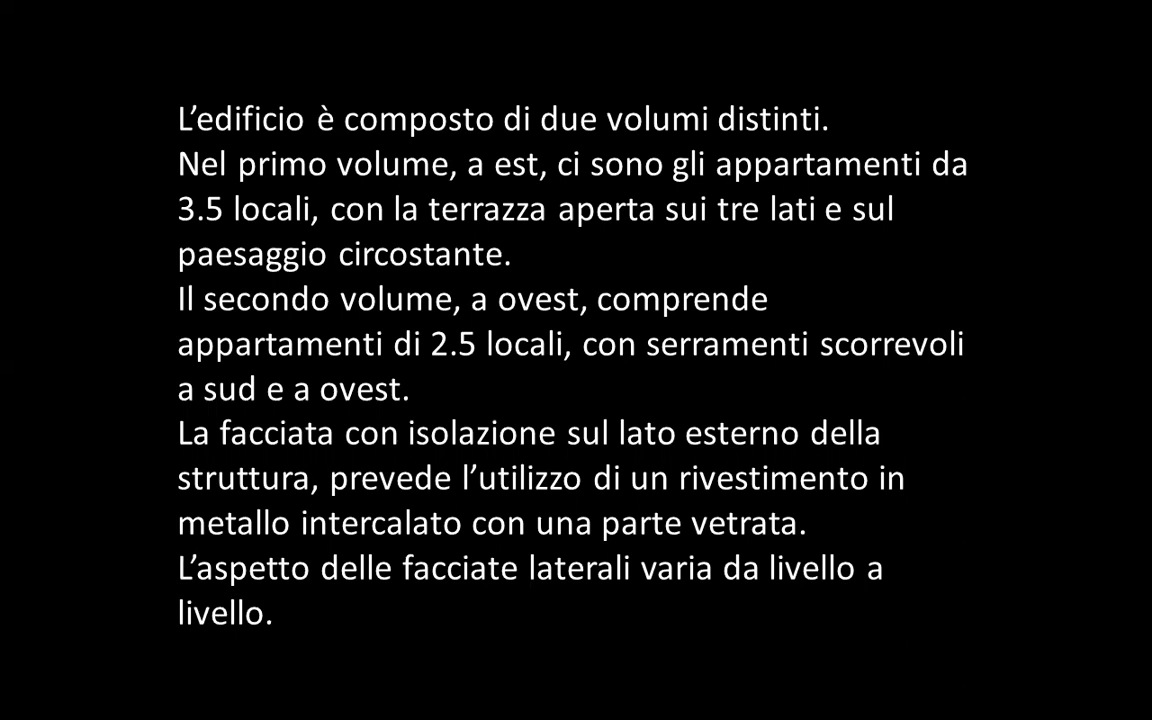 L’edificio è composto di due volumi distinti.
Nel primo volume, a est, ci sono gli appartamenti da
3.5 locali, con la terrazza aperta sui tre lati e sul
paesaggio circostante.
Il secondo volume, a ovest, comprende
appartamenti di 2.5 locali, con serramenti scorrevoli
a sud e a ovest.
La facciata con isolazione sul lato esterno della
struttura, prevede l’utilizzo di un rivestimento in
metallo intercalato con una parte vetrata.
L’aspetto delle facciate laterali varia da livello a
livello.